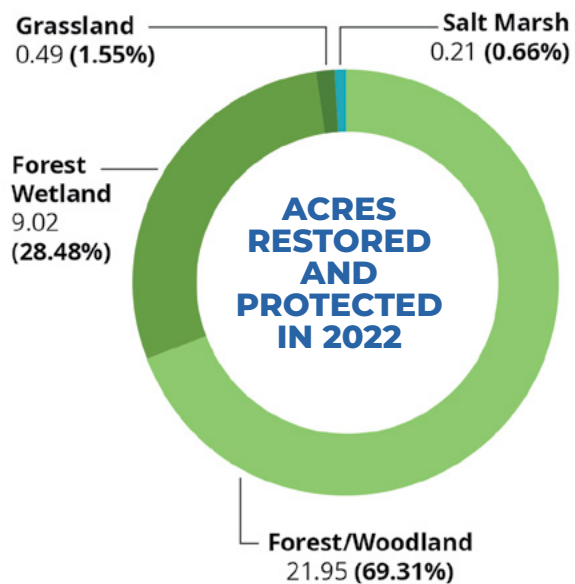 Grassland
0.49 (1.55%)
Salt Marsh
0.21 (0.66%)
Forest
Wetland
9.02
(28.48%)
ACRES
RESTORED
AND
PROTECTED
IN 2022
Forest/Woodland
21.95 (69.31%)